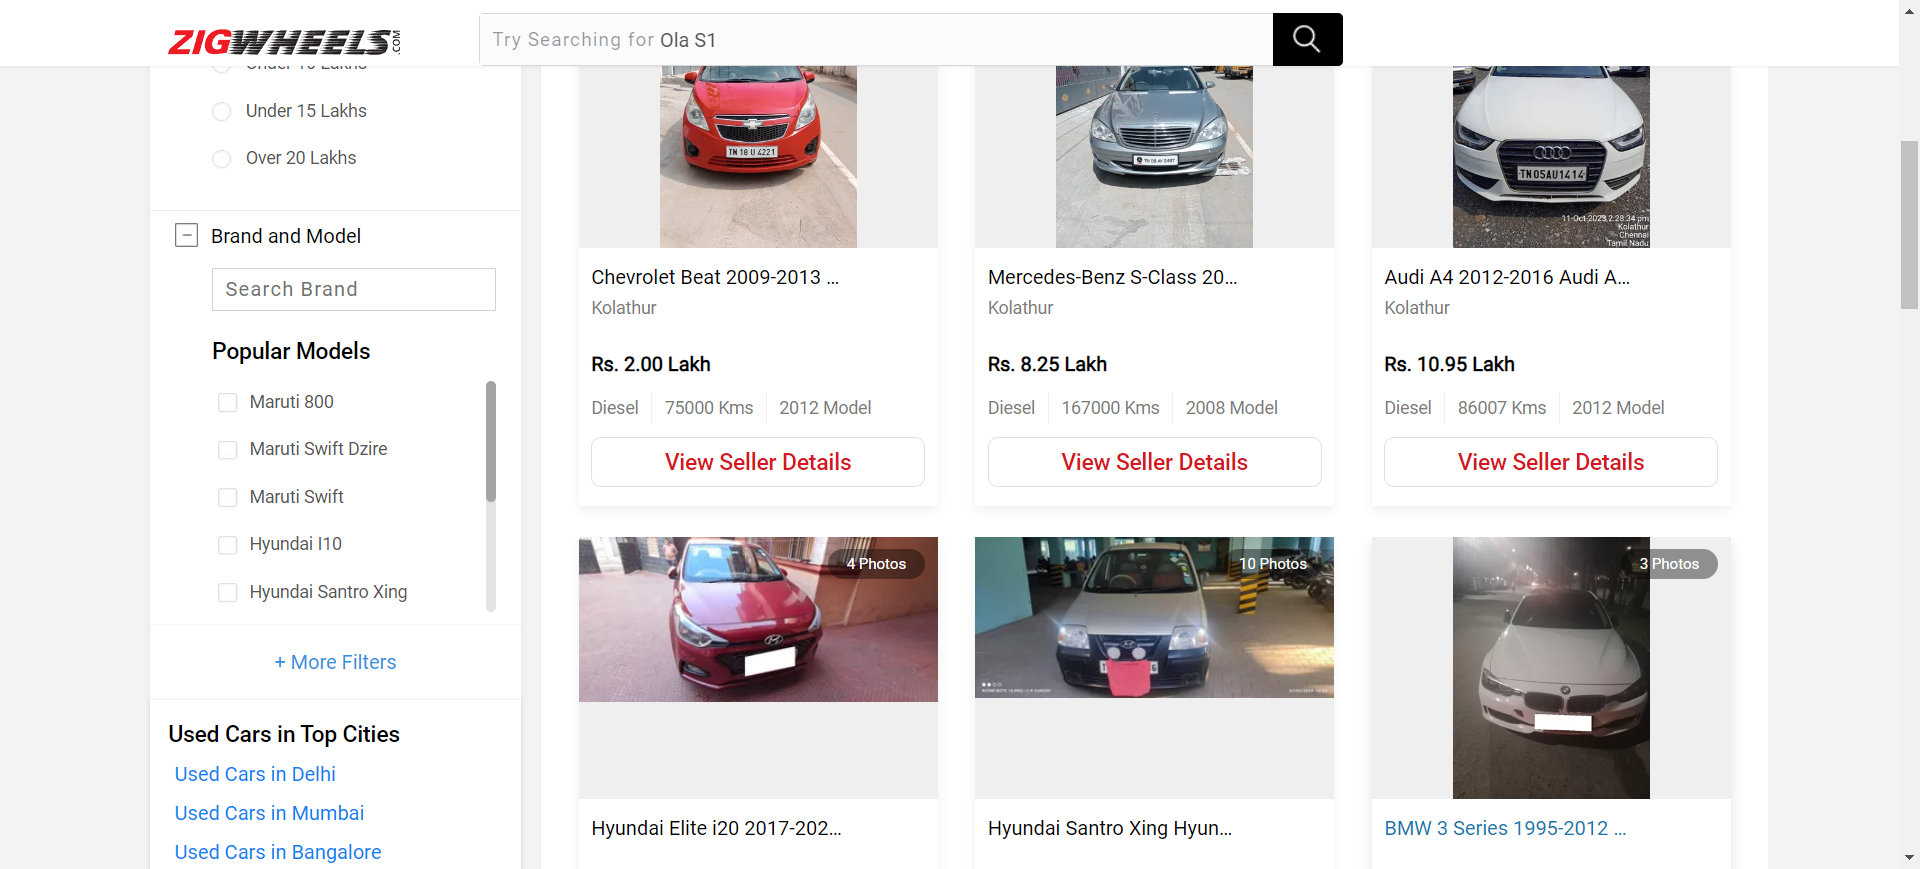 ZIGWHEELS.COM
Try Searching for Ola S1
Under 15 Lakhs
Over 20 Lakhs
Brand and Model
Search Brand
Popular Models
Maruti 800
Maruti Swift Dzire
Maruti Swift
Hyundai I10
Hyundai Santro Xing
+ More Filters
Used Cars in Top Cities
Used Cars in Delhi
Used Cars in Mumbai
Used Cars in Bangalore
TN 18 U 4221
Chevrolet Beat 2009-2013 ...
Kolathur
Rs. 2.00 Lakh
Diesel
75000 Kms
2012 Model
View Seller Details
Mercedes-Benz S-Class 20...
Kolathur
Rs. 8.25 Lakh
Diesel
167000 Kms
2008 Model
View Seller Details
TN05AU1414
11-Oct-2023 2:28:34 pm
Kolathur
Chennai
Tamil Nadu
Audi A4 2012-2016 Audi A...
Kolathur
Rs. 10.95 Lakh
Diesel
86007 Kms
2012 Model
View Seller Details
4 Photos
Hyundai Elite i20 2017-202...
10 Photos
Hyundai Santro Xing Hyun...
3 Photos
BMW 3 Series 1995-2012 ...